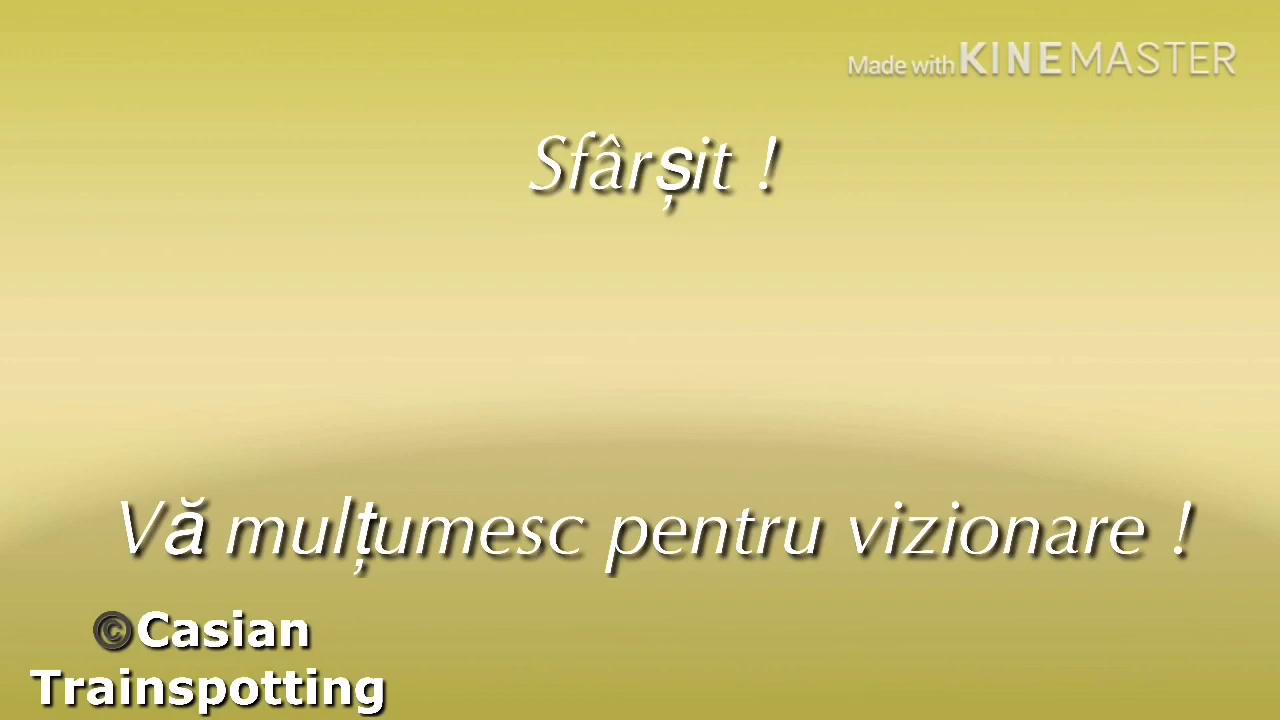 Made with KINEMASTER
Sfârșit !
Vă mulțumesc pentru vizionare !
©Casian
Trainspotting